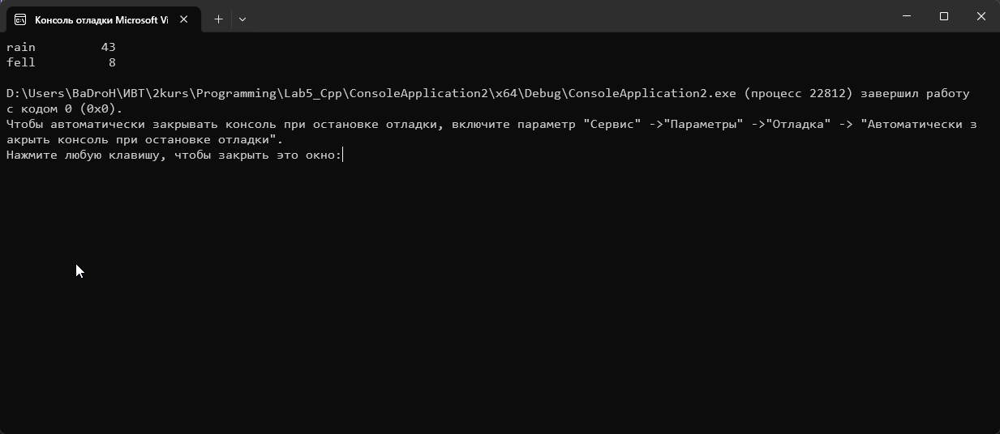 Консоль отладки Microsoft Vi
rain 43
fell 8
D:\Users\BaDroH\ИВТ\2kurs\Programming\Lab5_Cpp\ConsoleApplication2\x64\Debug\ConsoleApplication2.exe (процесс 22812) завершил работу
с кодом 0 (0x0).
Чтобы автоматически закрывать консоль при остановке отладки, включите параметр "Сервис" ->"Параметры" ->"Отладка" -> "Автоматически з
акрыть консоль при остановке отладки".
Нажмите любую клавишу, чтобы закрыть это окно: